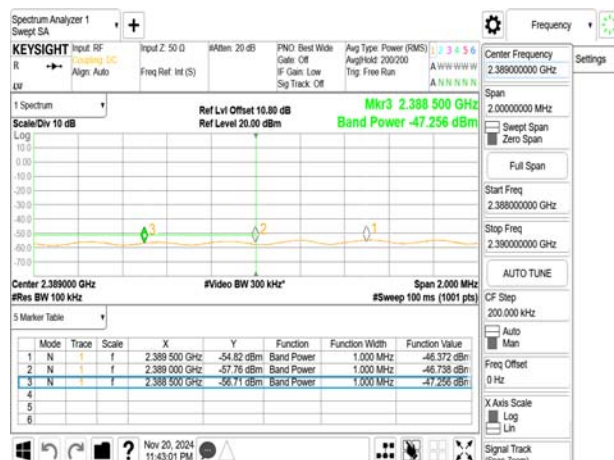 Spectrum Analyzer 1
Swept SA
Frequency
KEYSIGHT Input: RF Input Z: 50 Ω #Atten: 20 dB PNO: Best Wide Avg Type: Power (RMS) 1 2 3 4 5 6
R Coupling: DC Gate: Off Avg|Hold: 200/200 A W W W W W
Align: Auto Freq Ref: Int (S) IF Gain: Low Trig: Free Run A N N N N N
Sig Track: Off
1 Spectrum
Ref Lvl Offset 10.80 dB Mkr3 2.388 500 GHz
Scale/Div 10 dB Ref Level 20.00 dBm Band Power -47.256 dBm
Log
10.0
0.00
-10.0
-20.0
-30.0
-40.0
-50.0
-60.0
-70.0
3 2 1
Center 2.389000 GHz #Video BW 300 kHz* Span 2.000 MHz
#Res BW 100 kHz #Sweep 100 ms (1001 pts)
5 Marker Table
Mode Trace Scale X Y Function Function Width Function Value
1 N 1 f 2.389 500 GHz -54.82 dBm Band Power 1.000 MHz -46.372 dBm
2 N 1 f 2.389 000 GHz -57.76 dBm Band Power 1.000 MHz -46.738 dBm
3 N 1 f 2.388 500 GHz -56.71 dBm Band Power 1.000 MHz -47.256 dBm
4
5
6
Nov 20, 2024
11:43:01 PM
Center Frequency
2.389000000 GHz
Settings
Span
2.00000000 MHz
Swept Span
Zero Span
Full Span
Start Freq
2.388000000 GHz
Stop Freq
2.390000000 GHz
AUTO TUNE
CF Step
200.000 kHz
Auto
Man
Freq Offset
0 Hz
X Axis Scale
Log
Lin
Signal Track
(Span Zoom)